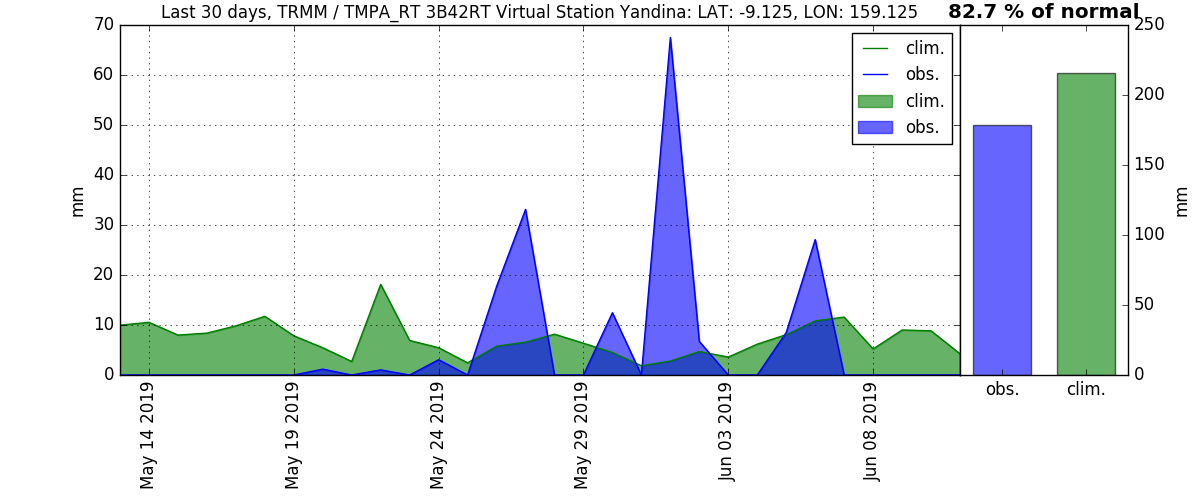 Last 30 days, TRMM / TMPA_RT 3B42RT Virtual Station Yandina: LAT: -9.125, LON: 159.125
82.7 % of normal
70
60
50
40
30
20
10
0
mm
clim.
obs.
clim.
obs.
May 14 2019
May 19 2019
May 24 2019
May 29 2019
Jun 03 2019
Jun 08 2019
250
200
150
100
50
0
mm
obs.
clim.